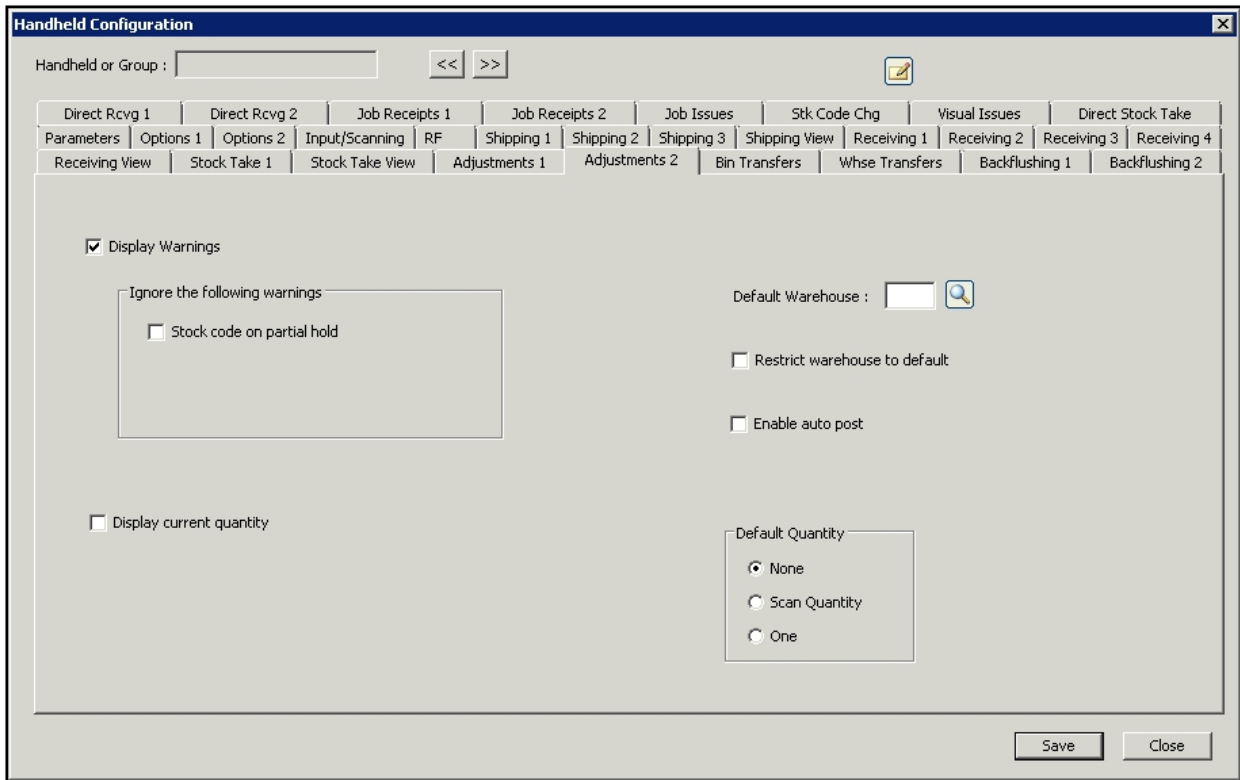 Handheld Configuration
Handheld or Group :
<< >>
Direct Rcvg 1 Direct Rcvg 2 Job Receipts 1 Job Receipts 2 Job Issues Stk Code Chg Visual Issues Direct Stock Take
Parameters Options 1 Options 2 Input/Scanning RF Shipping 1 Shipping 2 Shipping 3 Shipping View Receiving 1 Receiving 2 Receiving 3 Receiving 4
Receiving View Stock Take 1 Stock Take View Adjustments 1 Adjustments 2 Bin Transfers Whse Transfers Backflushing 1 Backflushing 2
Display Warnings
Ignore the following warnings
Stock code on partial hold
Default Warehouse :
Restrict warehouse to default
Enable auto post
Display current quantity
Default Quantity
None
Scan Quantity
One
Save Close